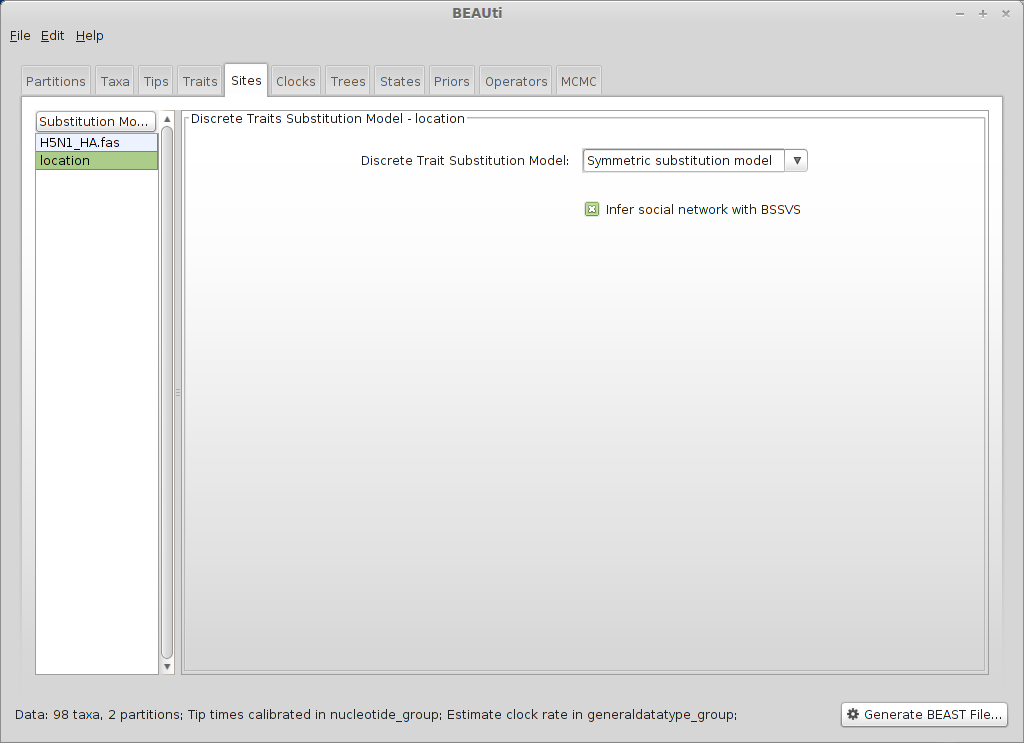 BEAUti
File Edit Help
Partitions Taxa Tips Traits Sites Clocks Trees States Priors Operators MCMC
Substitution Mo...
H5N1_HA.fas
location
Discrete Traits Substitution Model - location
Discrete Trait Substitution Model: Symmetric substitution model
Infer social network with BSSVS
Data: 98 taxa, 2 partitions; Tip times calibrated in nucleotide_group; Estimate clock rate in generaldatatype_group;
Generate BEAST File...